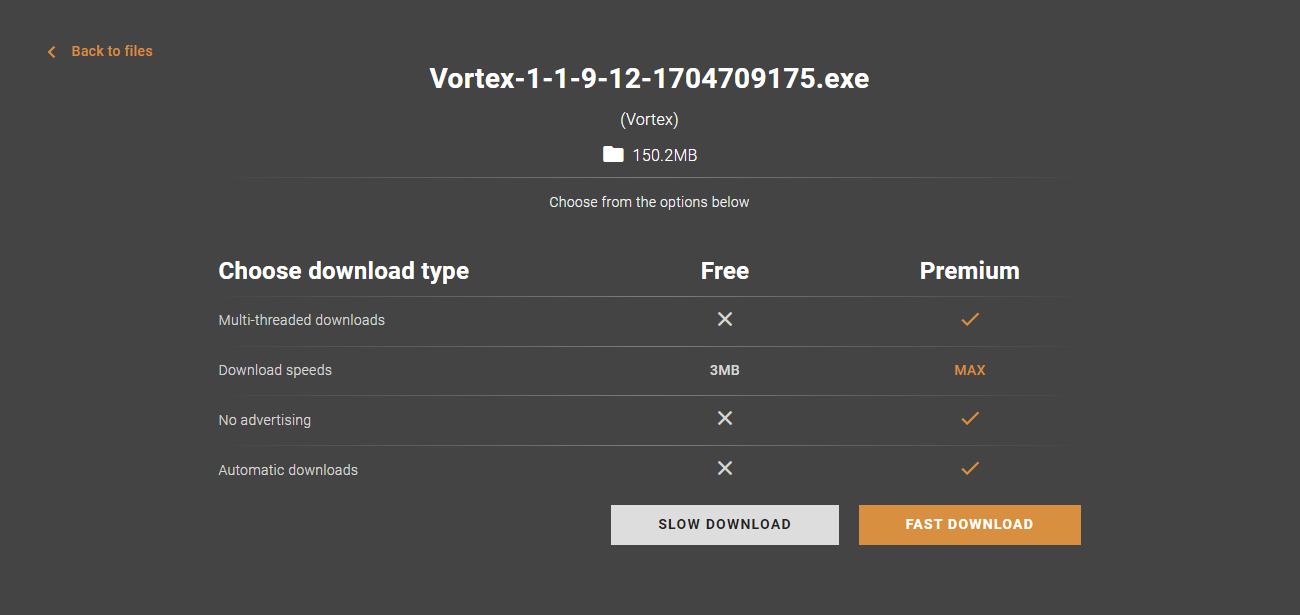 Back to files
Vortex-1-1-9-12-1704709175.exe
(Vortex)
150.2MB
Choose from the options below
Choose download type Free Premium
Multi-threaded downloads
Download speeds 3MB MAX
No advertising
Automatic downloads
SLOW DOWNLOAD FAST DOWNLOAD